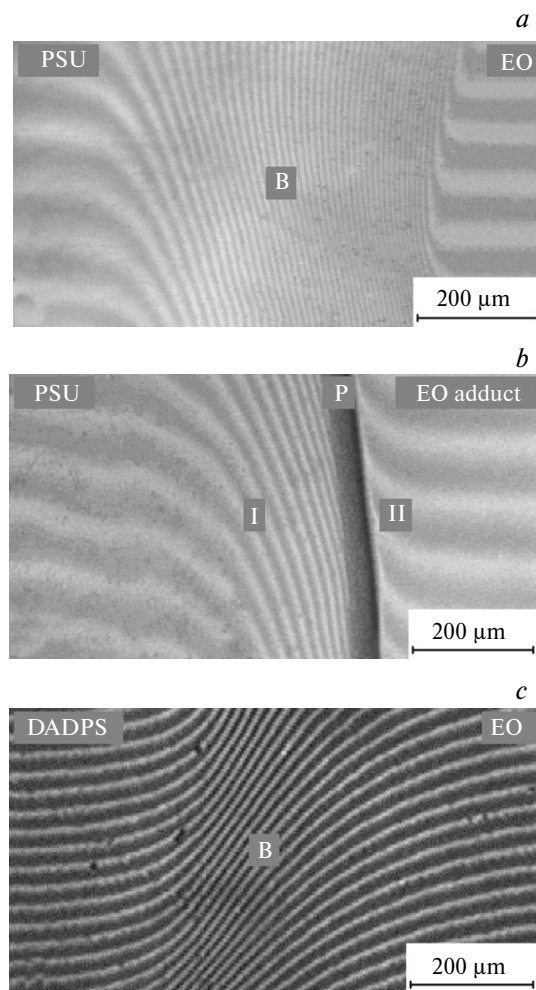 a
PSU
EO
B
200 µm
b
PSU
P
EO adduct
I
II
200 µm
c
DADPS
EO
B
200 µm